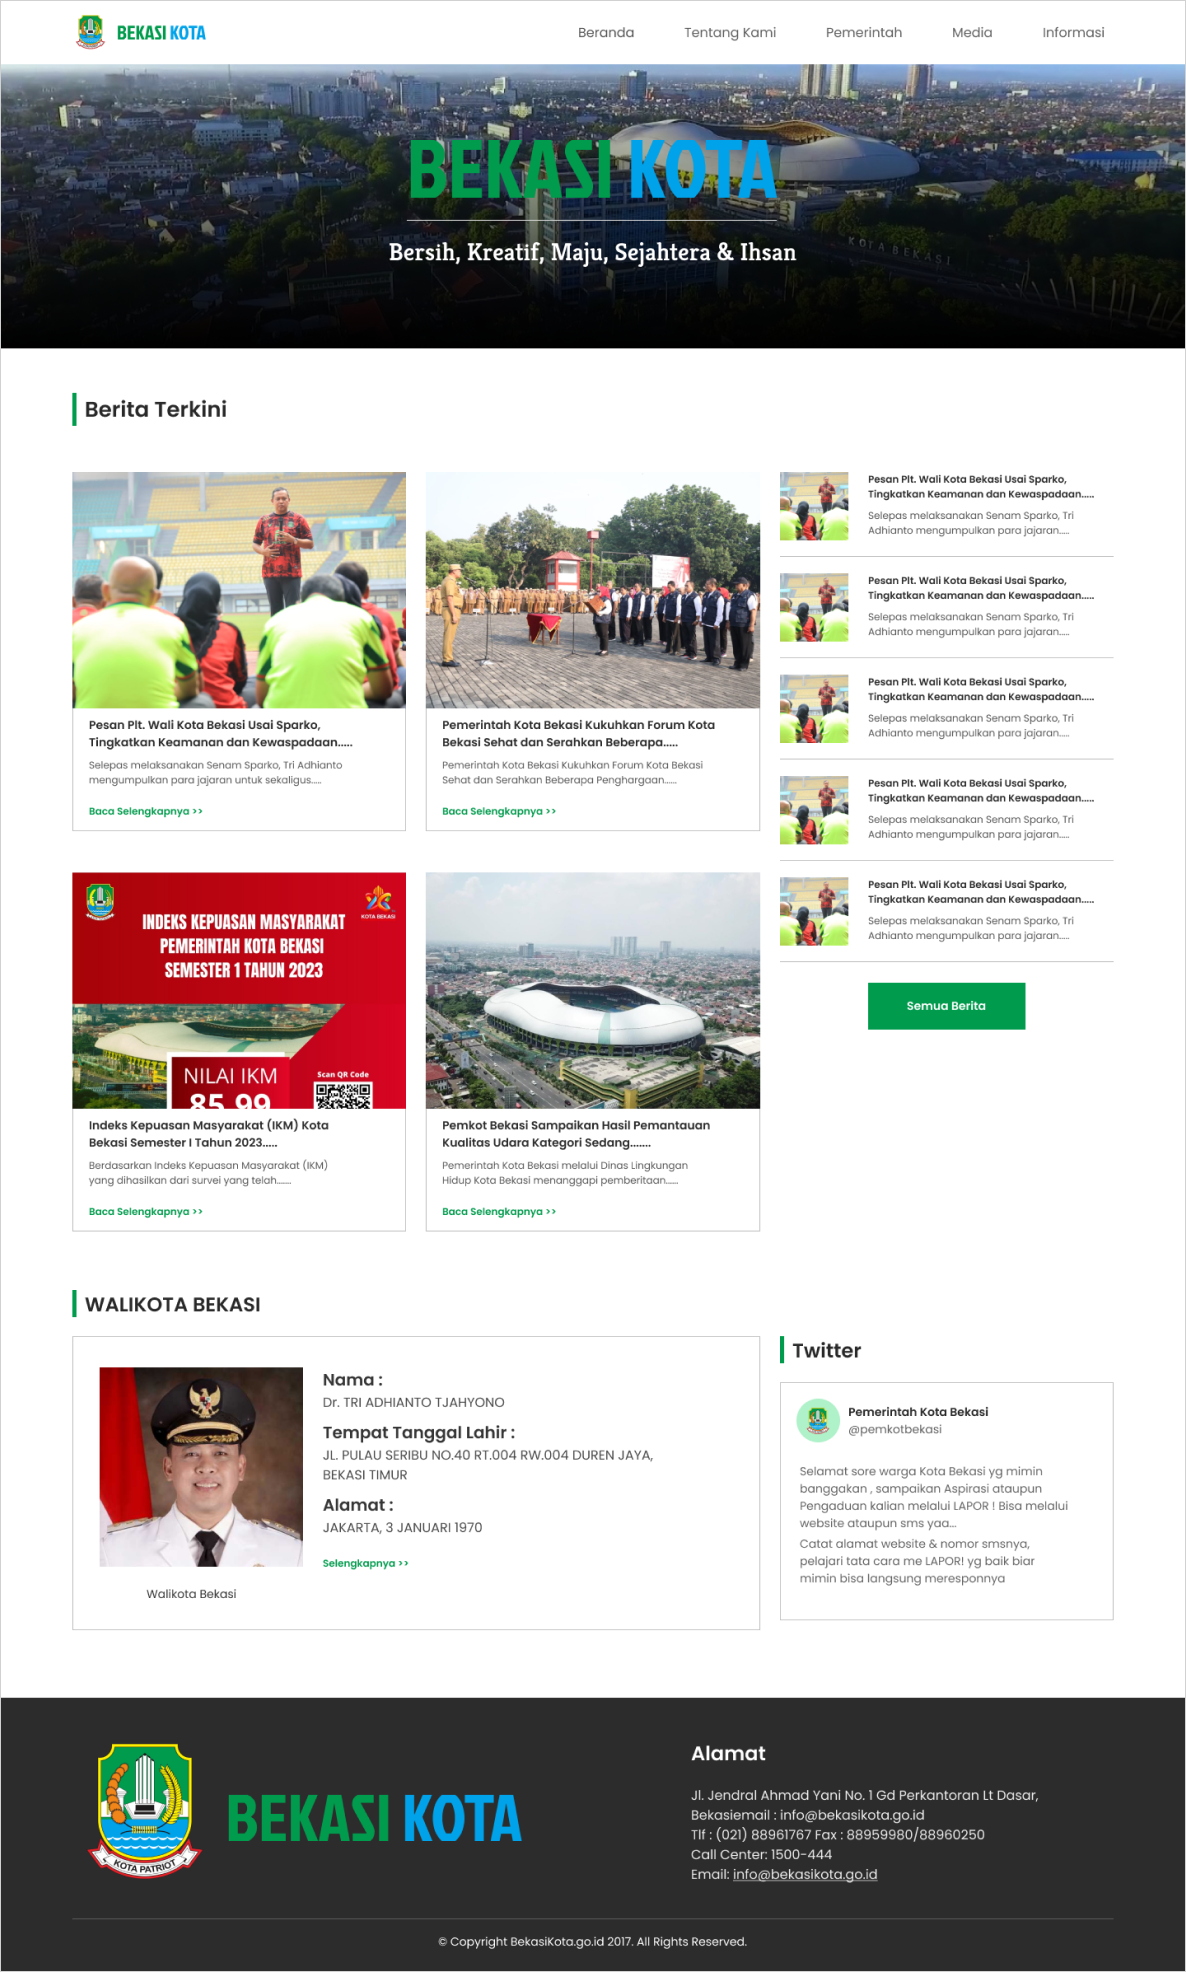 BEKASI KOTA
Beranda
Tentang Kami
Pemerintah
Media
Informasi
BEKASI KOTA
Bersih, Kreatif, Maju, Sejahtera & Ihsan
KOTA BEKASI
Berita Terkini
Pesan Plt. Wali Kota Bekasi Usai Sparko,
Tingkatkan Keamanan dan Kewaspadaan.....
Selepas melaksanakan Senam Sparko, Tri Adhianto
mengumpulkan para jajaran untuk sekaligus.....
Baca Selengkapnya >>
Pemerintah Kota Bekasi Kukuhkan Forum Kota
Bekasi Sehat dan Serahkan Beberapa.....
Pemerintah Kota Bekasi Kukuhkan Forum Kota Bekasi
Sehat dan Serahkan Beberapa Penghargaan......
Baca Selengkapnya >>
INDEKS KEPUASAN MASYARAKAT
PEMERINTAH KOTA BEKASI
SEMESTER 1 TAHUN 2023
KOTA BEKASI
NILAI IKM
85,99
Scan QR Code
Indeks Kepuasan Masyarakat (IKM) Kota
Bekasi Semester I Tahun 2023.....
Berdasarkan Indeks Kepuasan Masyarakat (IKM)
yang dihasilkan dari survei yang telah.......
Baca Selengkapnya >>
Pemkot Bekasi Sampaikan Hasil Pemantauan
Kualitas Udara Kategori Sedang.......
Pemerintah Kota Bekasi melalui Dinas Lingkungan
Hidup Kota Bekasi menanggapi pemberitaan......
Baca Selengkapnya >>
Pesan Plt. Wali Kota Bekasi Usai Sparko,
Tingkatkan Keamanan dan Kewaspadaan.....
Selepas melaksanakan Senam Sparko, Tri
Adhianto mengumpulkan para jajaran.....
Pesan Plt. Wali Kota Bekasi Usai Sparko,
Tingkatkan Keamanan dan Kewaspadaan.....
Selepas melaksanakan Senam Sparko, Tri
Adhianto mengumpulkan para jajaran.....
Pesan Plt. Wali Kota Bekasi Usai Sparko,
Tingkatkan Keamanan dan Kewaspadaan.....
Selepas melaksanakan Senam Sparko, Tri
Adhianto mengumpulkan para jajaran.....
Pesan Plt. Wali Kota Bekasi Usai Sparko,
Tingkatkan Keamanan dan Kewaspadaan.....
Selepas melaksanakan Senam Sparko, Tri
Adhianto mengumpulkan para jajaran.....
Pesan Plt. Wali Kota Bekasi Usai Sparko,
Tingkatkan Keamanan dan Kewaspadaan.....
Selepas melaksanakan Senam Sparko, Tri
Adhianto mengumpulkan para jajaran.....
Semua Berita
WALIKOTA BEKASI
Walikota Bekasi
Nama :
Dr. TRI ADHIANTO TJAHYONO
Tempat Tanggal Lahir :
JL. PULAU SERIBU NO.40 RT.004 RW.004 DUREN JAYA,
BEKASI TIMUR
Alamat :
JAKARTA, 3 JANUARI 1970
Selengkapnya >>
Twitter
Pemerintah Kota Bekasi
@pemkotbekasi
Selamat sore warga Kota Bekasi yg mimin
banggakan , sampaikan Aspirasi ataupun
Pengaduan kalian melalui LAPOR ! Bisa melalui
website ataupun sms yaa...
Catat alamat website & nomor smsnya,
pelajari tata cara me LAPOR! yg baik biar
mimin bisa langsung meresponnya
KOTA PATRIOT
BEKASI KOTA
Alamat
Jl. Jendral Ahmad Yani No. 1 Gd Perkantoran Lt Dasar,
Bekasiemail : info@bekasikota.go.id
Tlf : (021) 88961767 Fax : 88959980/88960250
Call Center: 1500-444
Email: info@bekasikota.go.id
© Copyright BekasiKota.go.id 2017. All Rights Reserved.